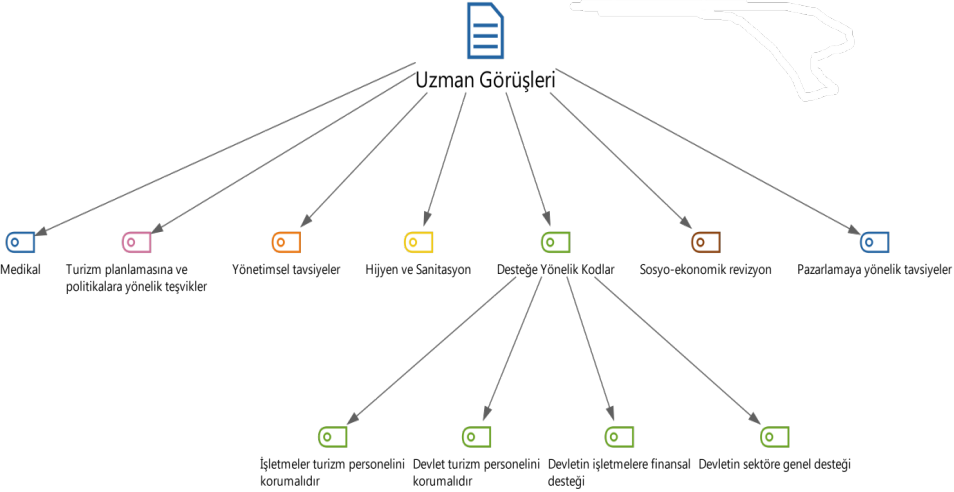 Uzman Görüşleri
Medikal
Turizm planlamasına ve
politikalara yönelik teşvikler
Yönetimsel tavsiyeler
Hijyen ve Sanitasyon
Desteğe Yönelik Kodlar
Sosyo-ekonomik revizyon
Pazarlamaya yönelik tavsiyeler
İşletmeler turizm personelini
korumalıdır
Devlet turizm personelini
korumalıdır
Devletin işletmelere finansal
desteği
Devletin sektöre genel desteği